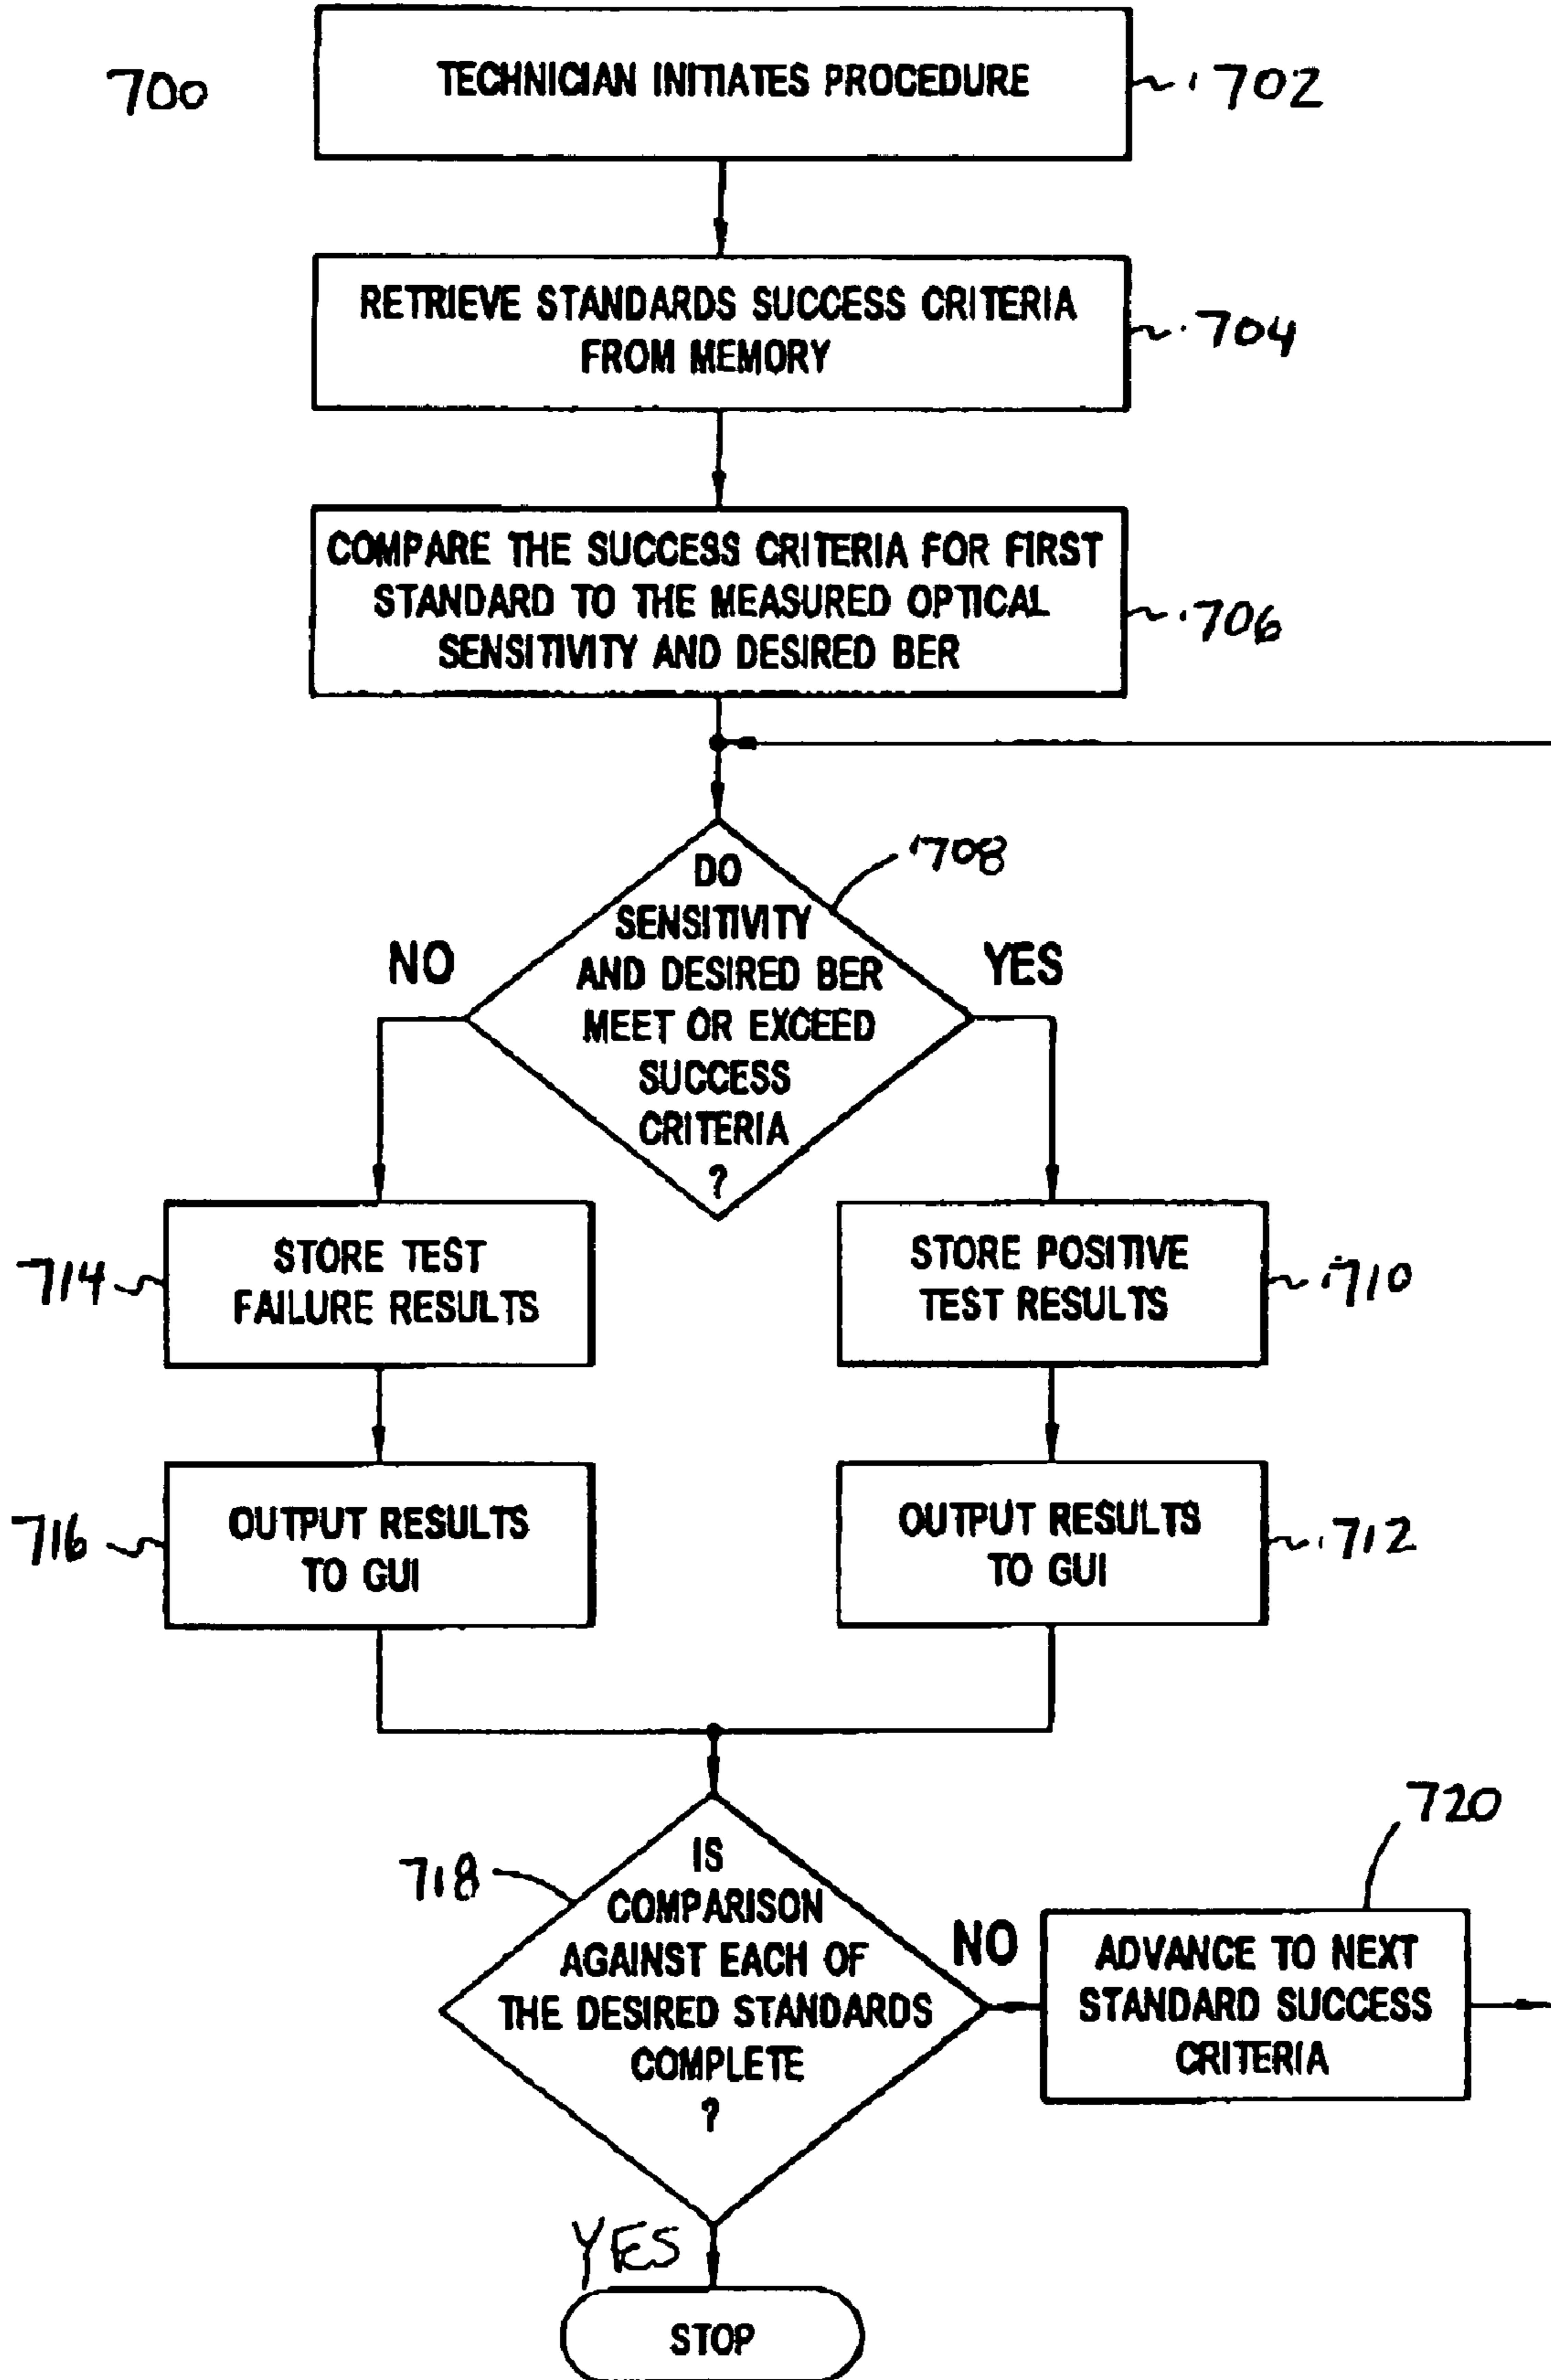 700
TECHNICIAN INITIATES PROCEDURE
702
RETRIEVE STANDARDS SUCCESS CRITERIA
FROM MEMORY
704
COMPARE THE SUCCESS CRITERIA FOR FIRST
STANDARD TO THE MEASURED OPTICAL
SENSITIVITY AND DESIRED BER
706
708
DO
SENSITIVITY
AND DESIRED BER
MEET OR EXCEED
SUCCESS
CRITERIA
?
NO
YES
714
STORE TEST
FAILURE RESULTS
STORE POSITIVE
TEST RESULTS
710
716
OUTPUT RESULTS
TO GUI
OUTPUT RESULTS
TO GUI
712
718
IS
COMPARISON
AGAINST EACH OF
THE DESIRED STANDARDS
COMPLETE
?
NO
720
ADVANCE TO NEXT
STANDARD SUCCESS
CRITERIA
YES
STOP